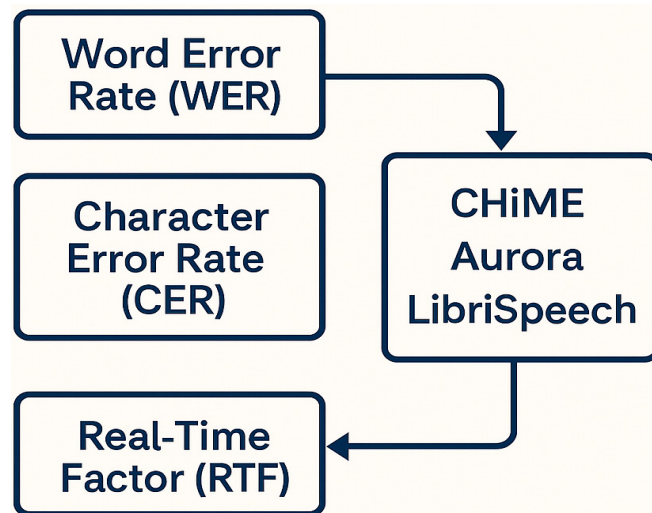 Word Error
Rate (WER)
Character
Error Rate
(CER)
CHiME
Aurora
LibriSpeech
Real-Time
Factor (RTF)